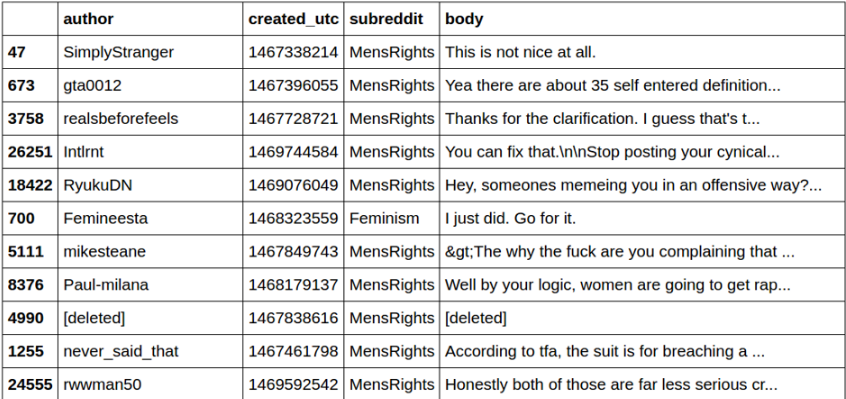 author created_utc subreddit body
47 SimplyStranger 1467338214 MensRights This is not nice at all.
673 gta0012 1467396055 MensRights Yea there are about 35 self entered definition...
3758 realsbeforefeels 1467728721 MensRights Thanks for the clarification. I guess that's t...
26251 Intlrnt 1469744584 MensRights You can fix that.\n\nStop posting your cynical...
18422 RyukuDN 1469076049 MensRights Hey, someones memeing you in an offensive way?...
700 Femineesta 1468323559 Feminism I just did. Go for it.
5111 mikesteane 1467849743 MensRights &gt;The why the fuck are you complaining that ...
8376 Paul-milana 1468179137 MensRights Well by your logic, women are going to get rap...
4990 [deleted] 1467838616 MensRights [deleted]
1255 never_said_that 1467461798 MensRights According to tfa, the suit is for breaching a ...
24555 rwwman50 1469592542 MensRights Honestly both of those are far less serious cr...